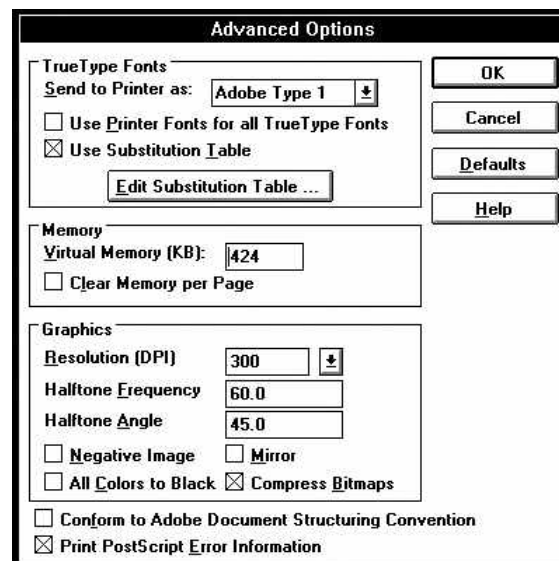 Advanced Options
TrueType Fonts
Send to Printer as: Adobe Type 1
Use Printer Fonts for all TrueType Fonts
Use Substitution Table
Edit Substitution Table ...
OK
Cancel
Defaults
Help
Memory
Virtual Memory (KB): 424
Clear Memory per Page
Graphics
Resolution (DPI) 300
Halftone Frequency 60.0
Halftone Angle 45.0
Negative Image Mirror
All Colors to Black Compress Bitmaps
Conform to Adobe Document Structuring Convention
Print PostScript Error Information